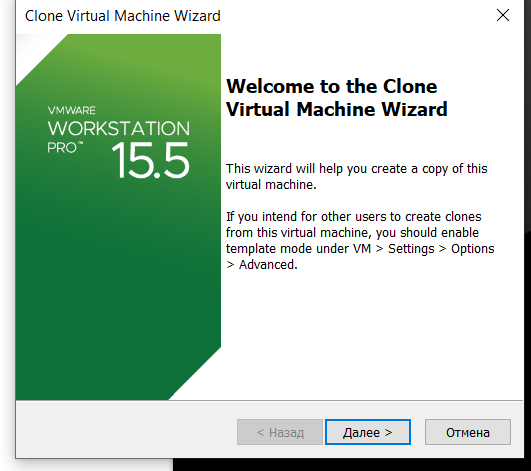 Clone Virtual Machine Wizard
VMWARE
WORKSTATION
PRO™ 15.5
Welcome to the Clone
Virtual Machine Wizard
This wizard will help you create a copy of this
virtual machine.
If you intend for other users to create clones
from this virtual machine, you should enable
template mode under VM > Settings > Options
> Advanced.
< Назад Далее > Отмена